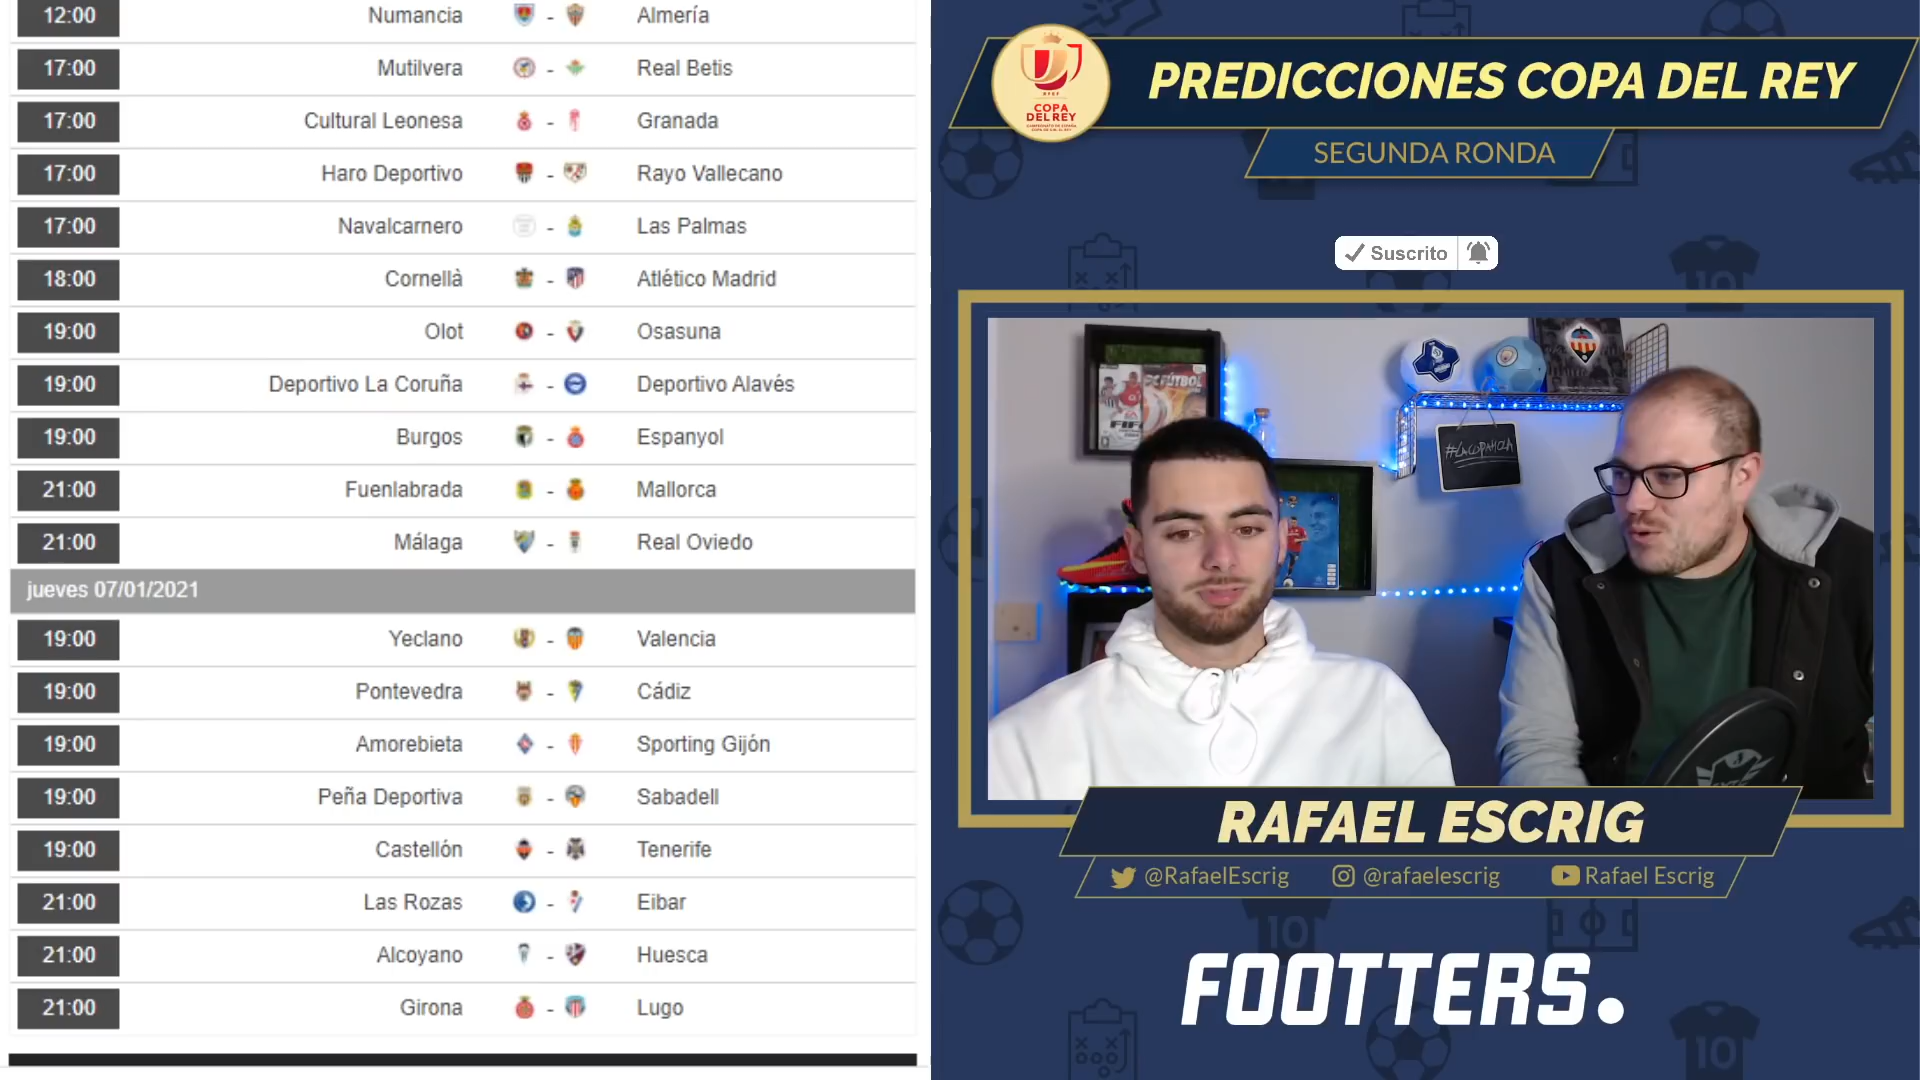 12:00 Numancia - Almería
17:00 Mutilvera - Real Betis
17:00 Cultural Leonesa - Granada
17:00 Haro Deportivo - Rayo Vallecano
17:00 Navalcarnero - Las Palmas
18:00 Cornellà - Atlético Madrid
19:00 Olot - Osasuna
19:00 Deportivo La Coruña - Deportivo Alavés
19:00 Burgos - Espanyol
21:00 Fuenlabrada - Mallorca
21:00 Málaga - Real Oviedo
jueves 07/01/2021
19:00 Yeclano - Valencia
19:00 Pontevedra - Cádiz
19:00 Amorebieta - Sporting Gijón
19:00 Peña Deportiva - Sabadell
19:00 Castellón - Tenerife
21:00 Las Rozas - Eibar
21:00 Alcoyano - Huesca
21:00 Girona - Lugo
COPA
DEL REY
PREDICCIONES COPA DEL REY
SEGUNDA RONDA
Suscrito
PC FÚTBOL
FIFA
#LACOPAMOLA
RAFAEL ESCRIG
@RafaelEscrig @rafaelescrig Rafael Escrig
FOOTTERS.
10
10
10